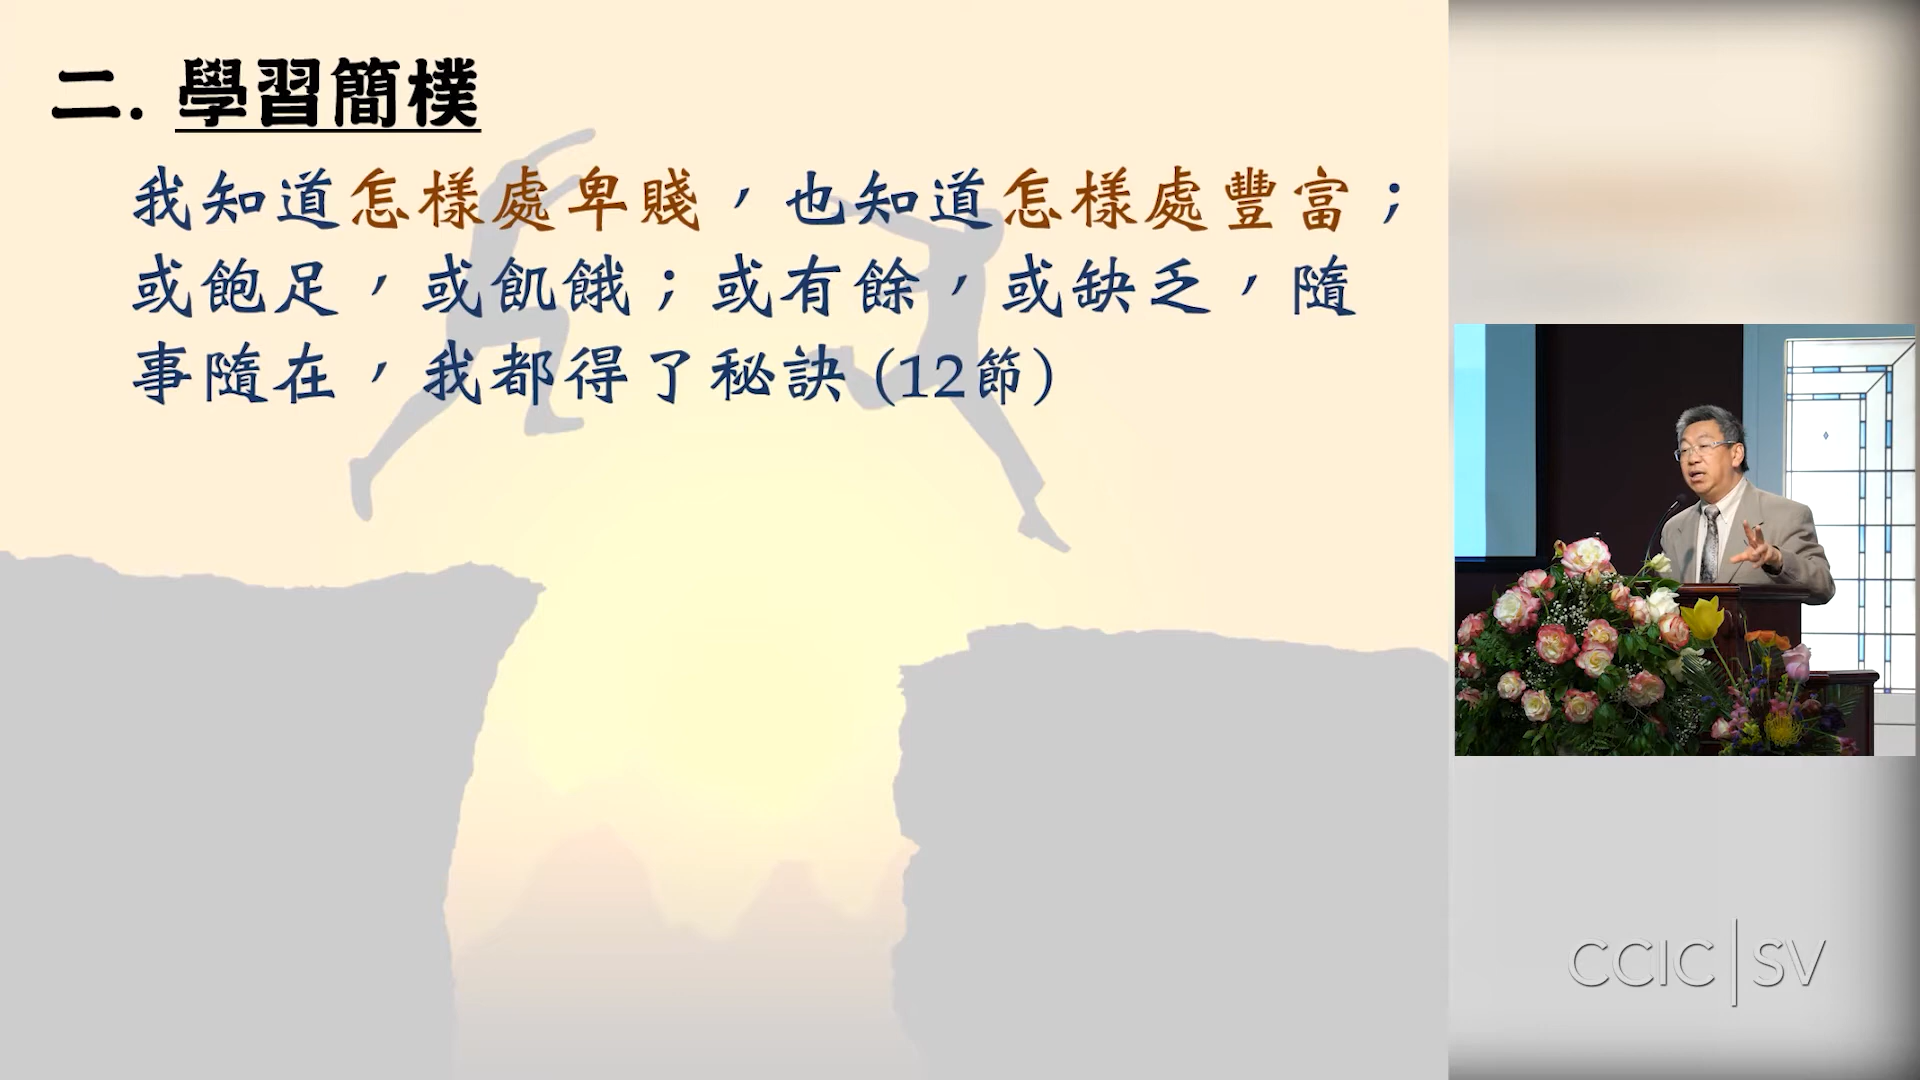 二. 學習簡樸
我知道怎樣處卑賤，也知道怎樣處豐富；
或飽足，或飢餓；或有餘，或缺乏，隨
事隨在，我都得了秘訣 (12節)
CCIC|SV